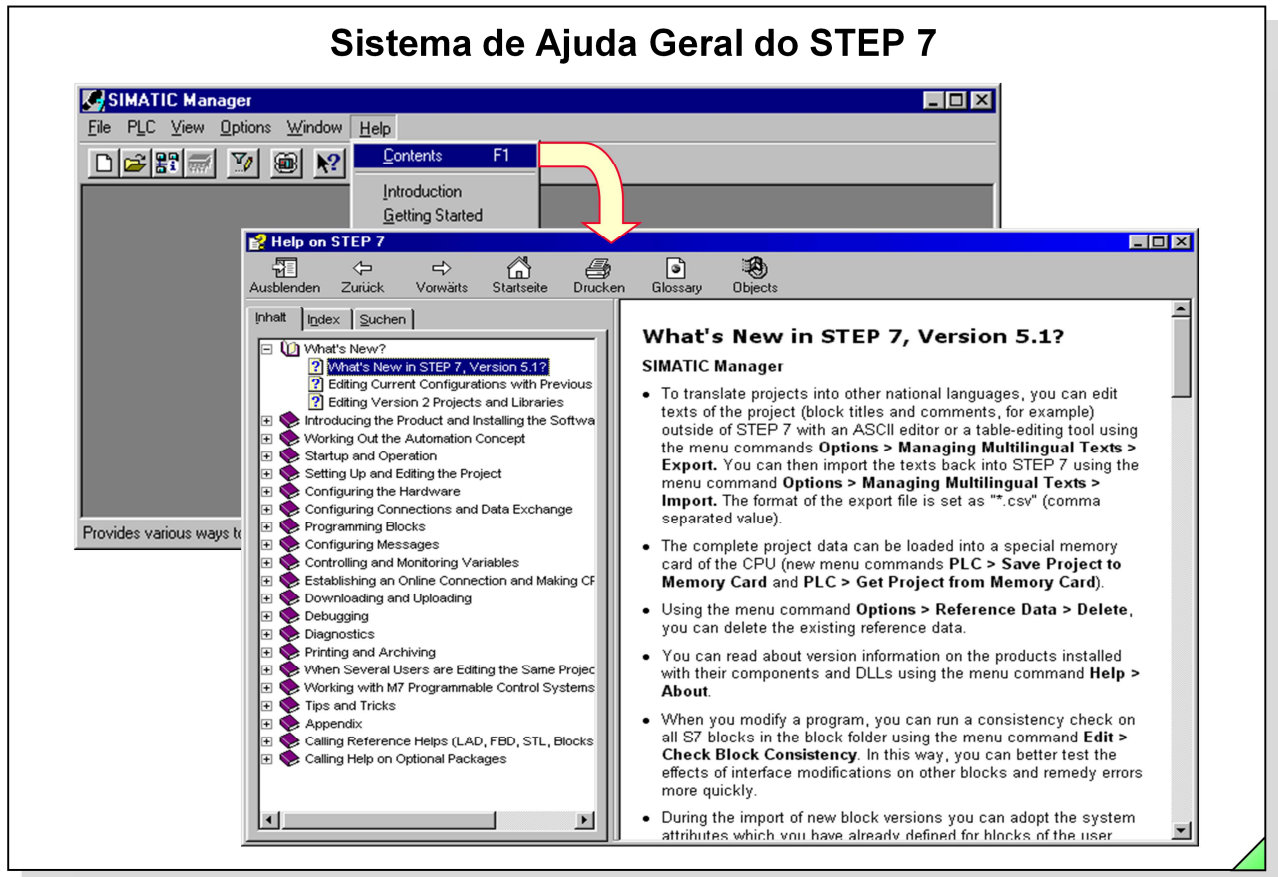 Sistema de Ajuda Geral do STEP 7
SIMATIC Manager
File PLC View Options Window Help
Contents F1
Introduction
Getting Started
Provides various ways to
Help on STEP 7
Ausblenden Zurück Vorwärts Startseite Drucken Glossary Objects
Inhalt Index Suchen
What's New?
What's New in STEP 7, Version 5.1?
Editing Current Configurations with Previous
Editing Version 2 Projects and Libraries
Introducing the Product and Installing the Softwa
Working Out the Automation Concept
Startup and Operation
Setting Up and Editing the Project
Configuring the Hardware
Configuring Connections and Data Exchange
Programming Blocks
Configuring Messages
Controlling and Monitoring Variables
Establishing an Online Connection and Making CP
Downloading and Uploading
Debugging
Diagnostics
Printing and Archiving
When Several Users are Editing the Same Projec
Working with M7 Programmable Control Systems
Tips and Tricks
Appendix
Calling Reference Helps (LAD, FBD, STL, Blocks
Calling Help on Optional Packages
What's New in STEP 7, Version 5.1?
SIMATIC Manager
• To translate projects into other national languages, you can edit
texts of the project (block titles and comments, for example)
outside of STEP 7 with an ASCII editor or a table-editing tool using
the menu commands Options > Managing Multilingual Texts >
Export. You can then import the texts back into STEP 7 using the
menu command Options > Managing Multilingual Texts >
Import. The format of the export file is set as "*.csv" (comma
separated value).
• The complete project data can be loaded into a special memory
card of the CPU (new menu commands PLC > Save Project to
Memory Card and PLC > Get Project from Memory Card).
• Using the menu command Options > Reference Data > Delete,
you can delete the existing reference data.
• You can read about version information on the products installed
with their components and DLLs using the menu command Help >
About.
• When you modify a program, you can run a consistency check on
all S7 blocks in the block folder using the menu command Edit >
Check Block Consistency. In this way, you can better test the
effects of interface modifications on other blocks and remedy errors
more quickly.
• During the import of new block versions you can adopt the system
attributes which you have already defined for blocks of the user